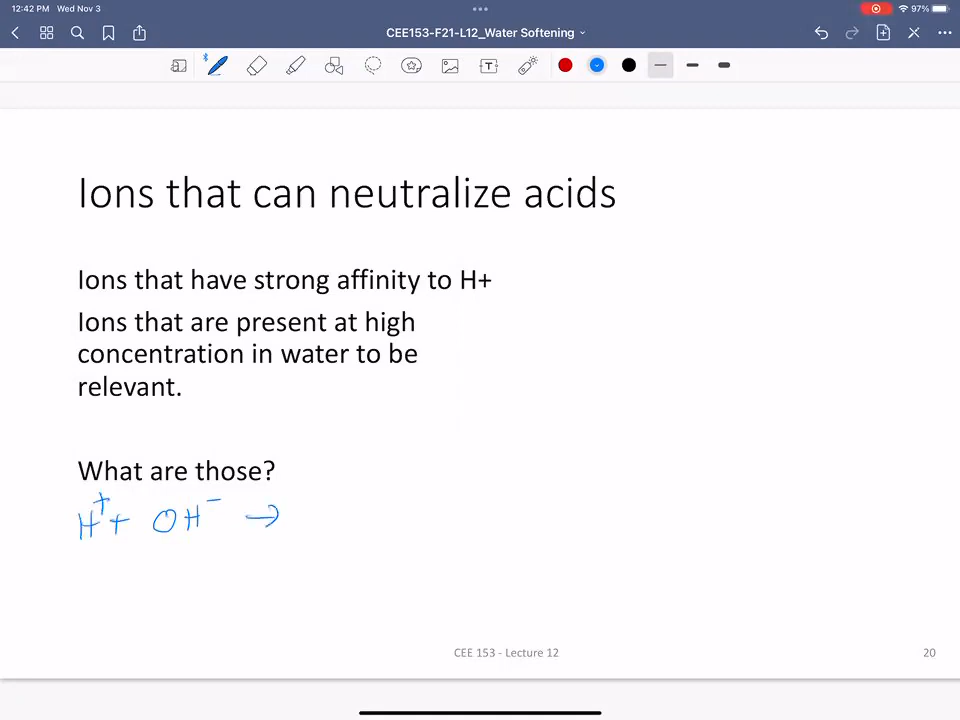 12:42 PM Wed Nov 3
97%
CEE153-F21-L12_Water Softening
T
Ions that can neutralize acids
Ions that have strong affinity to H+
Ions that are present at high
concentration in water to be
relevant.
What are those?
H⁺ + OH⁻ →
CEE 153 - Lecture 12
20